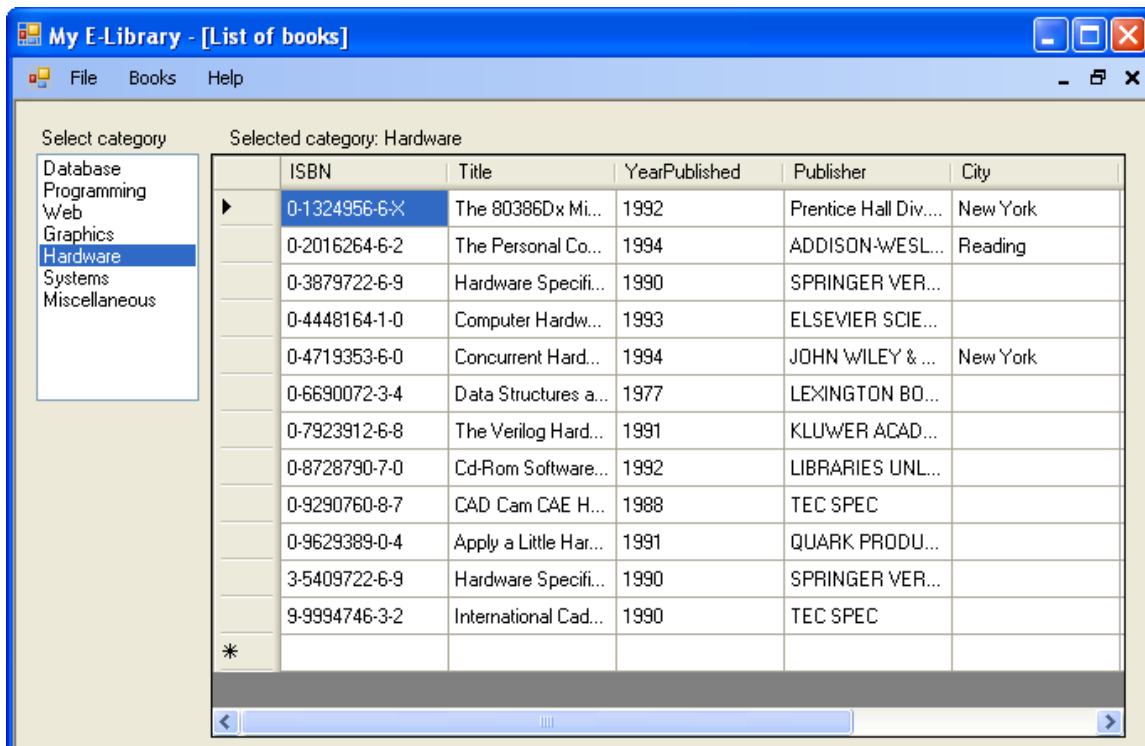 My E-Library - [List of books]
File Books Help
Select category
Selected category: Hardware
Database
Programming
Web
Graphics
Hardware
Systems
Miscellaneous
ISBN Title YearPublished Publisher City
0-1324956-6-X The 80386Dx Mi... 1992 Prentice Hall Div.... New York
0-2016264-6-2 The Personal Co... 1994 ADDISON-WESL... Reading
0-3879722-6-9 Hardware Specifi... 1990 SPRINGER VER...
0-4448164-1-0 Computer Hardw... 1993 ELSEVIER SCIE...
0-4719353-6-0 Concurrent Hard... 1994 JOHN WILEY & ... New York
0-6690072-3-4 Data Structures a... 1977 LEXINGTON BO...
0-7923912-6-8 The Verilog Hard... 1991 KLUWER ACAD...
0-8728790-7-0 Cd-Rom Software... 1992 LIBRARIES UNL...
0-9290760-8-7 CAD Cam CAE H... 1988 TEC SPEC
0-9629389-0-4 Apply a Little Har... 1991 QUARK PRODU...
3-5409722-6-9 Hardware Specifi... 1990 SPRINGER VER...
9-9994746-3-2 International Cad... 1990 TEC SPEC